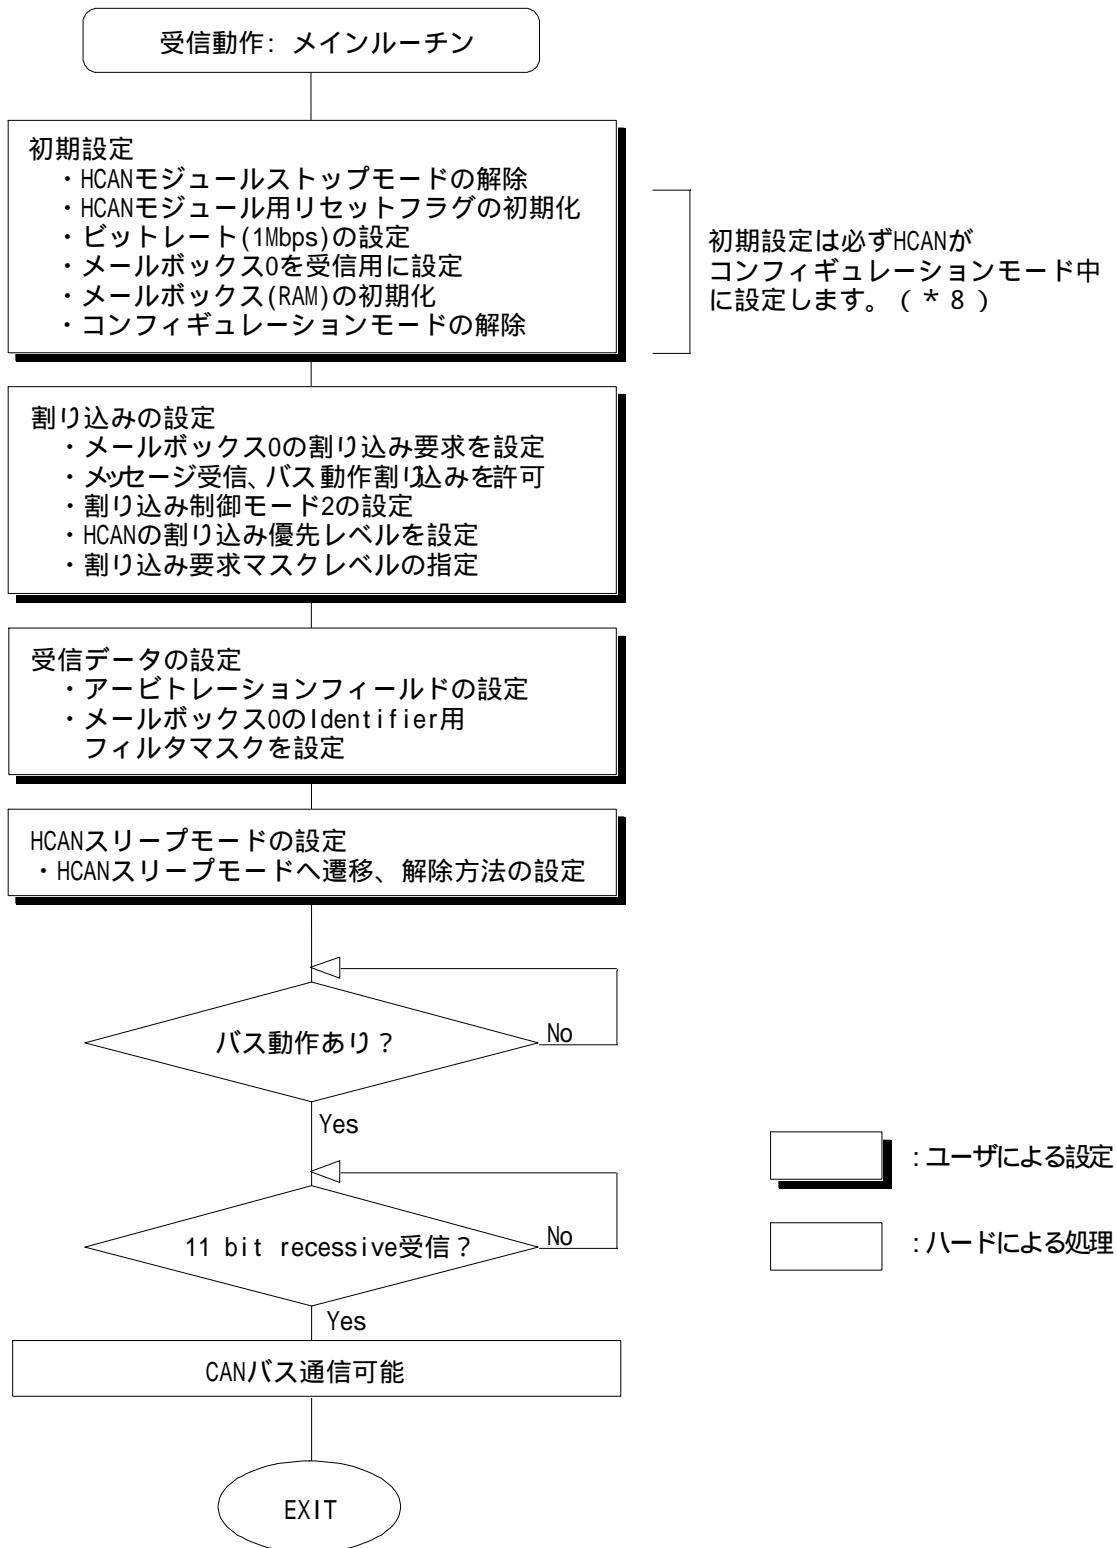 受信動作: メインルーチン
初期設定
・HCANモジュールストップモードの解除
・HCANモジュール用リセットフラグの初期化
・ビットレート(1Mbps)の設定
・メールボックス0を受信用に設定
・メールボックス(RAM)の初期化
・コンフィギュレーションモードの解除
初期設定は必ずHCANが
コンフィギュレーションモード中
に設定します。(*8)
割り込みの設定
・メールボックス0の割り込み要求を設定
・メッセージ受信、バス動作割り込みを許可
・割り込み制御モード2の設定
・HCANの割り込み優先レベルを設定
・割り込み要求マスクレベルの指定
受信データの設定
・アービトレーションフィールドの設定
・メールボックス0のIdentifier用
フィルタマスクを設定
HCANスリープモードの設定
・HCANスリープモードへ遷移、解除方法の設定
バス動作あり?
No
Yes
:ユーザによる設定
11 bit recessive受信?
No
:ハードによる処理
Yes
CANバス通信可能
EXIT